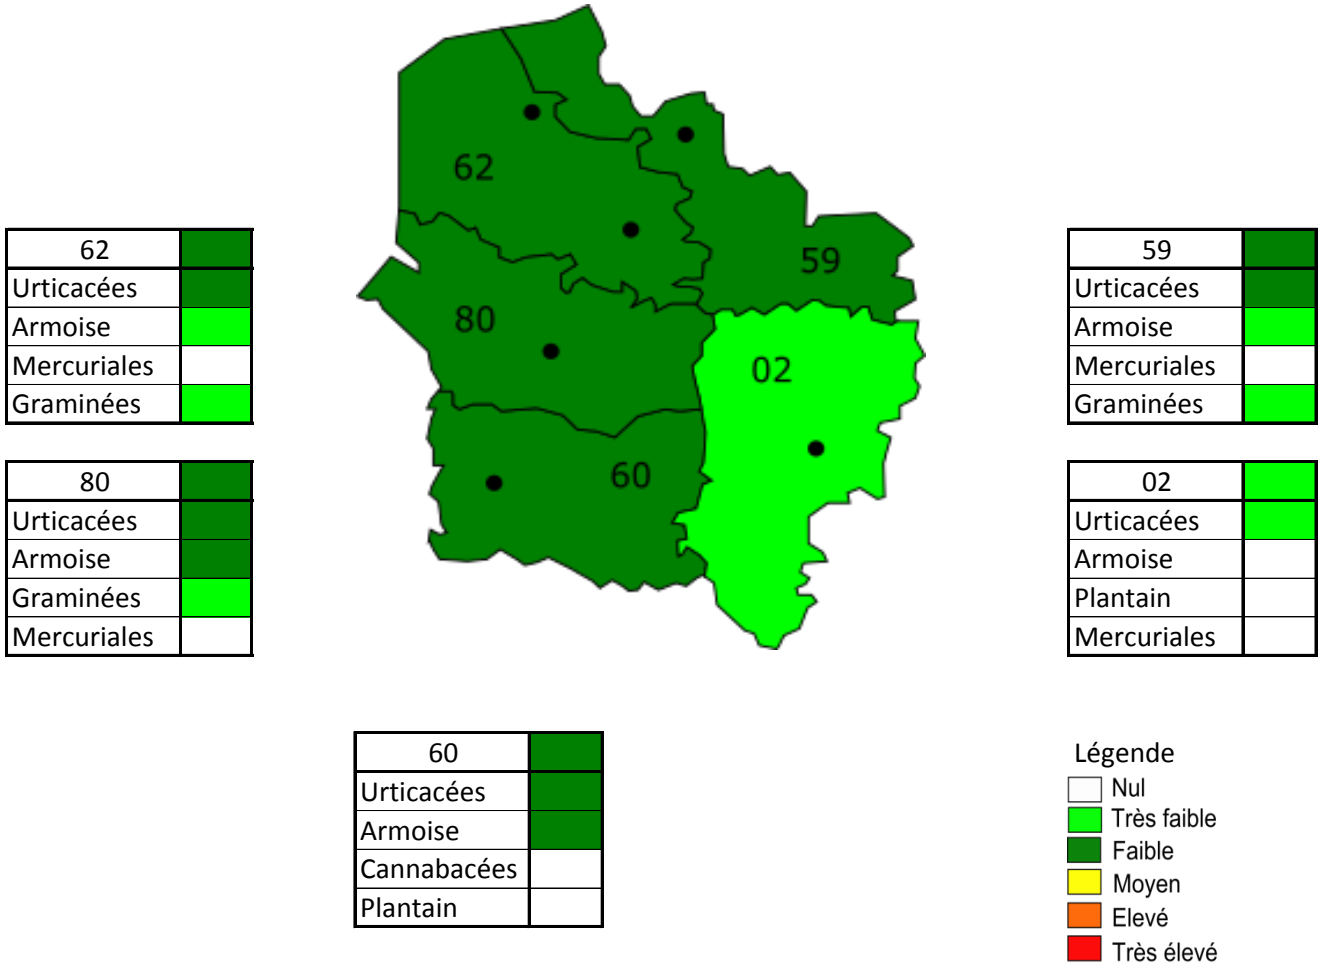 62
59
80
02
60
62
Urticacées
Armoise
Mercuriales
Graminées
80
Urticacées
Armoise
Graminées
Mercuriales
59
Urticacées
Armoise
Mercuriales
Graminées
02
Urticacées
Armoise
Plantain
Mercuriales
60
Urticacées
Armoise
Cannabacées
Plantain
Légende
Nul
Très faible
Faible
Moyen
Elevé
Très élevé